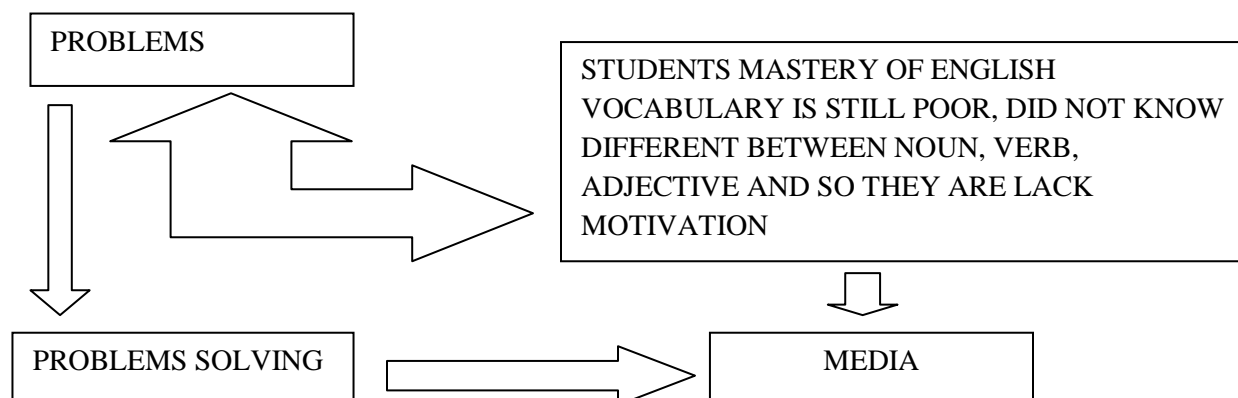 PROBLEMS
STUDENTS MASTERY OF ENGLISH
VOCABULARY IS STILL POOR, DID NOT KNOW
DIFFERENT BETWEEN NOUN, VERB,
ADJECTIVE AND SO THEY ARE LACK
MOTIVATION
PROBLEMS SOLVING
MEDIA